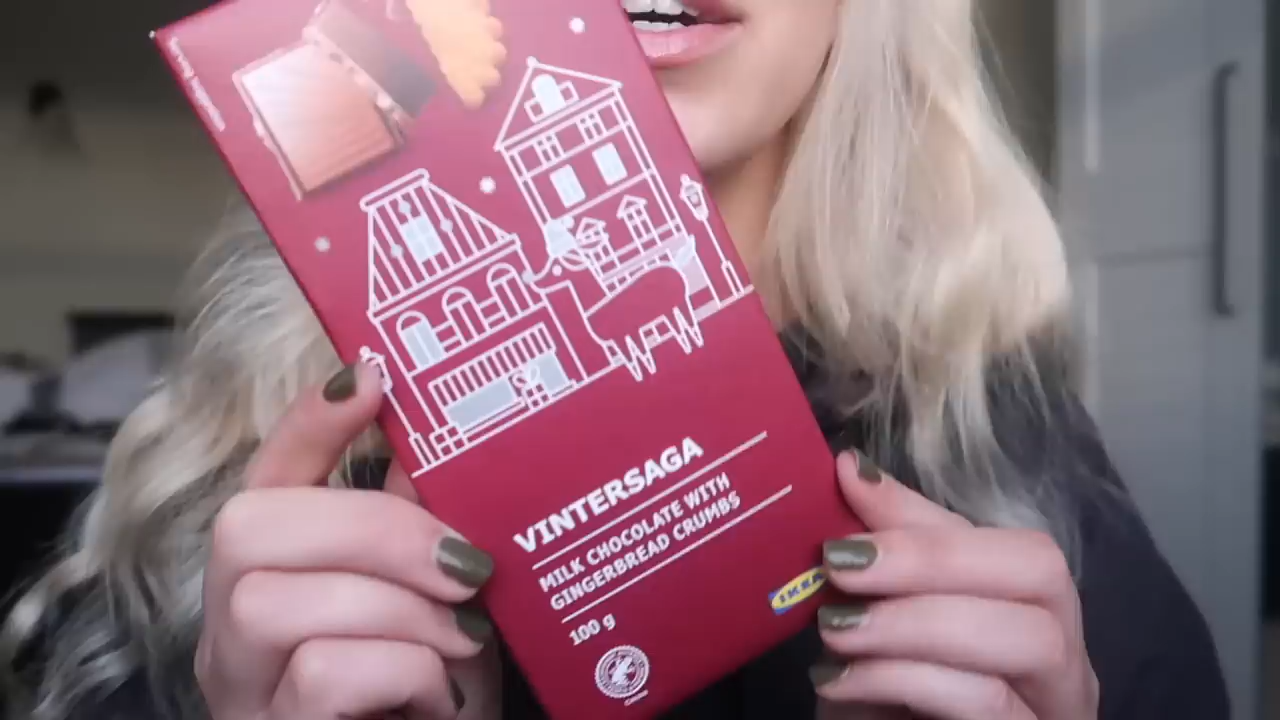 VINTERSAGA
MILK CHOCOLATE WITH
GINGERBREAD CRUMBS
100 g
IKEA